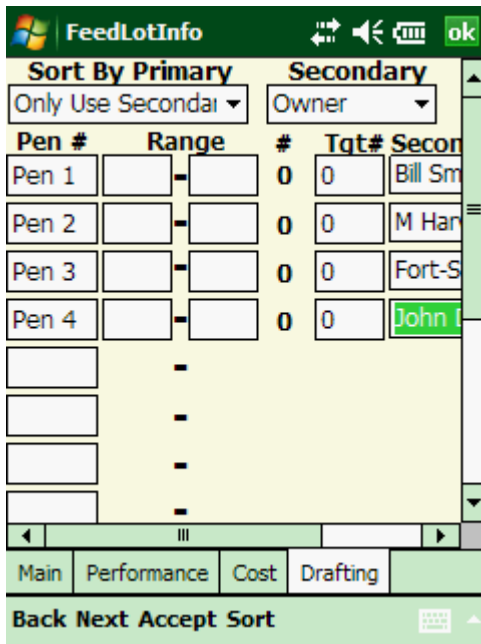 FeedLotInfo ok
Sort By Primary Secondary
Only Use Secondar Owner
Pen # Range # Tgt# Secon
Pen 1 - 0 0 Bill Sm
Pen 2 - 0 0 M Harv
Pen 3 - 0 0 Fort-S
Pen 4 - 0 0 John D
-
-
-
-
Main Performance Cost Drafting
Back Next Accept Sort